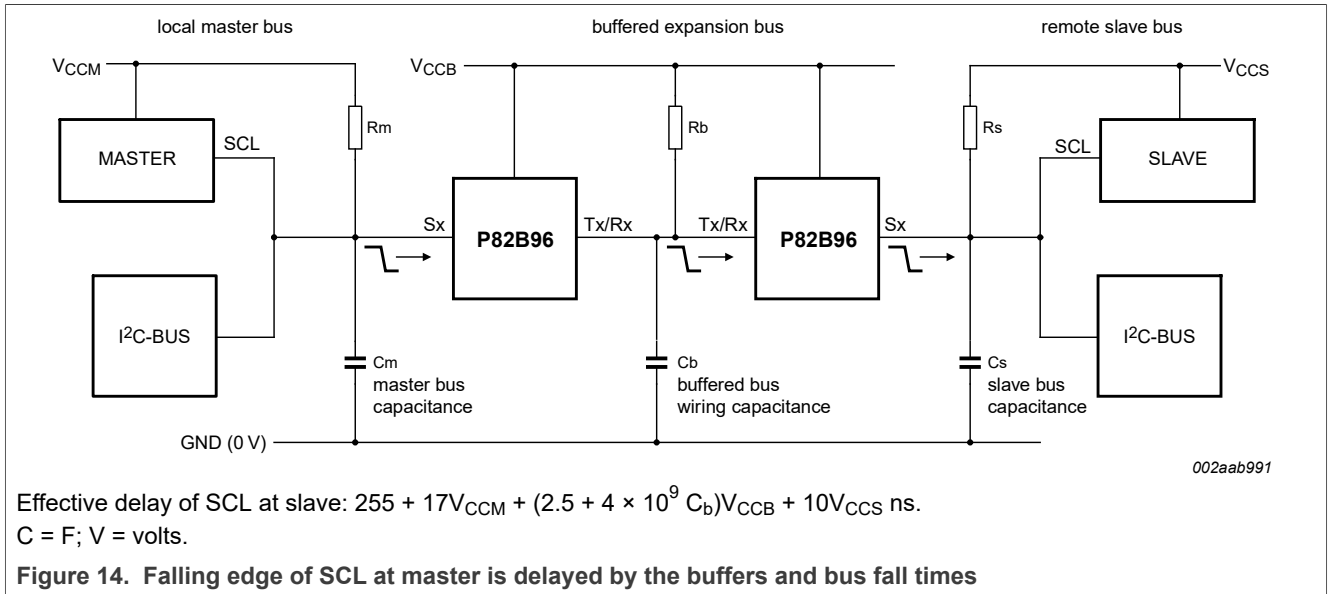 local master bus
buffered expansion bus
remote slave bus
VCCM
VCCB
VCCS
Rm
Rb
Rs
MASTER
SCL
SCL
SLAVE
Sx
P82B96
Tx/Rx
Tx/Rx
P82B96
Sx
I²C-BUS
I²C-BUS
Cm
master bus
capacitance
Cb
buffered bus
wiring capacitance
Cs
slave bus
capacitance
GND (0 V)
002aab991
Effective delay of SCL at slave: 255 + 17VCCM + (2.5 + 4 × 10⁹ Cb)VCCB + 10VCCS ns.
C = F; V = volts.
Figure 14. Falling edge of SCL at master is delayed by the buffers and bus fall times